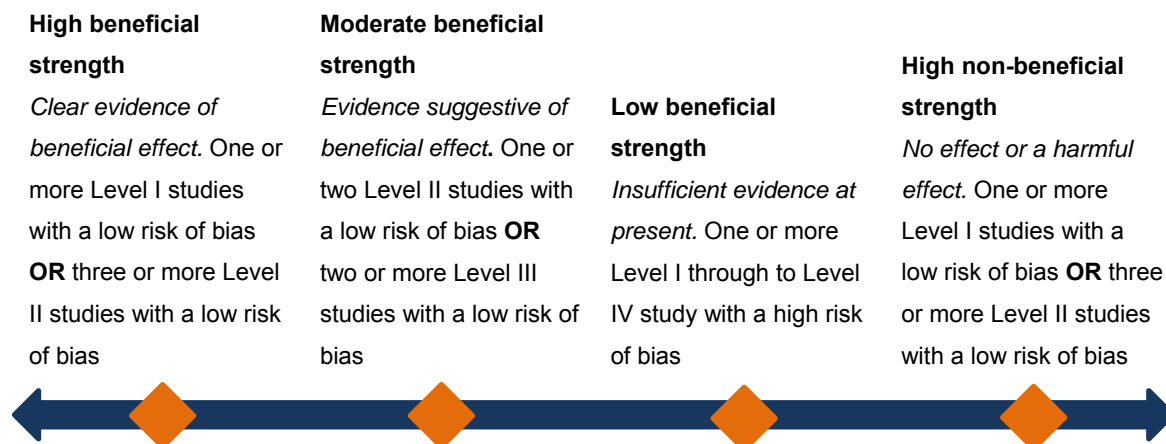 High beneficial
strength
Clear evidence of
beneficial effect. One or
more Level I studies
with a low risk of bias
OR three or more Level
II studies with a low risk
of bias
Moderate beneficial
strength
Evidence suggestive of
beneficial effect. One or
two Level II studies with
a low risk of bias OR
two or more Level III
studies with a low risk of
bias
Low beneficial
strength
Insufficient evidence at
present. One or more
Level I through to Level
IV study with a high risk
of bias
High non-beneficial
strength
No effect or a harmful
effect. One or more
Level I studies with a
low risk of bias OR three
or more Level II studies
with a low risk of bias